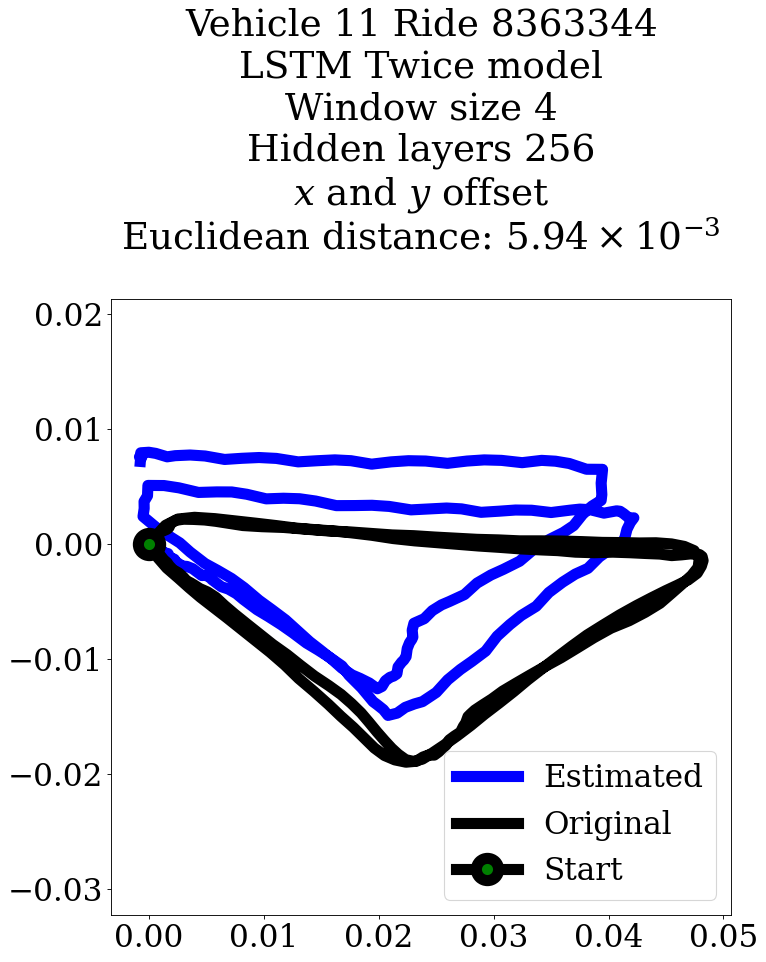 Vehicle 11 Ride 8363344
LSTM Twice model
Window size 4
Hidden layers 256
x and y offset
Euclidean distance: 5.94 × 10⁻³
0.02
0.01
0.00
−0.01
−0.02
−0.03
Estimated
Original
Start
0.00 0.01 0.02 0.03 0.04 0.05